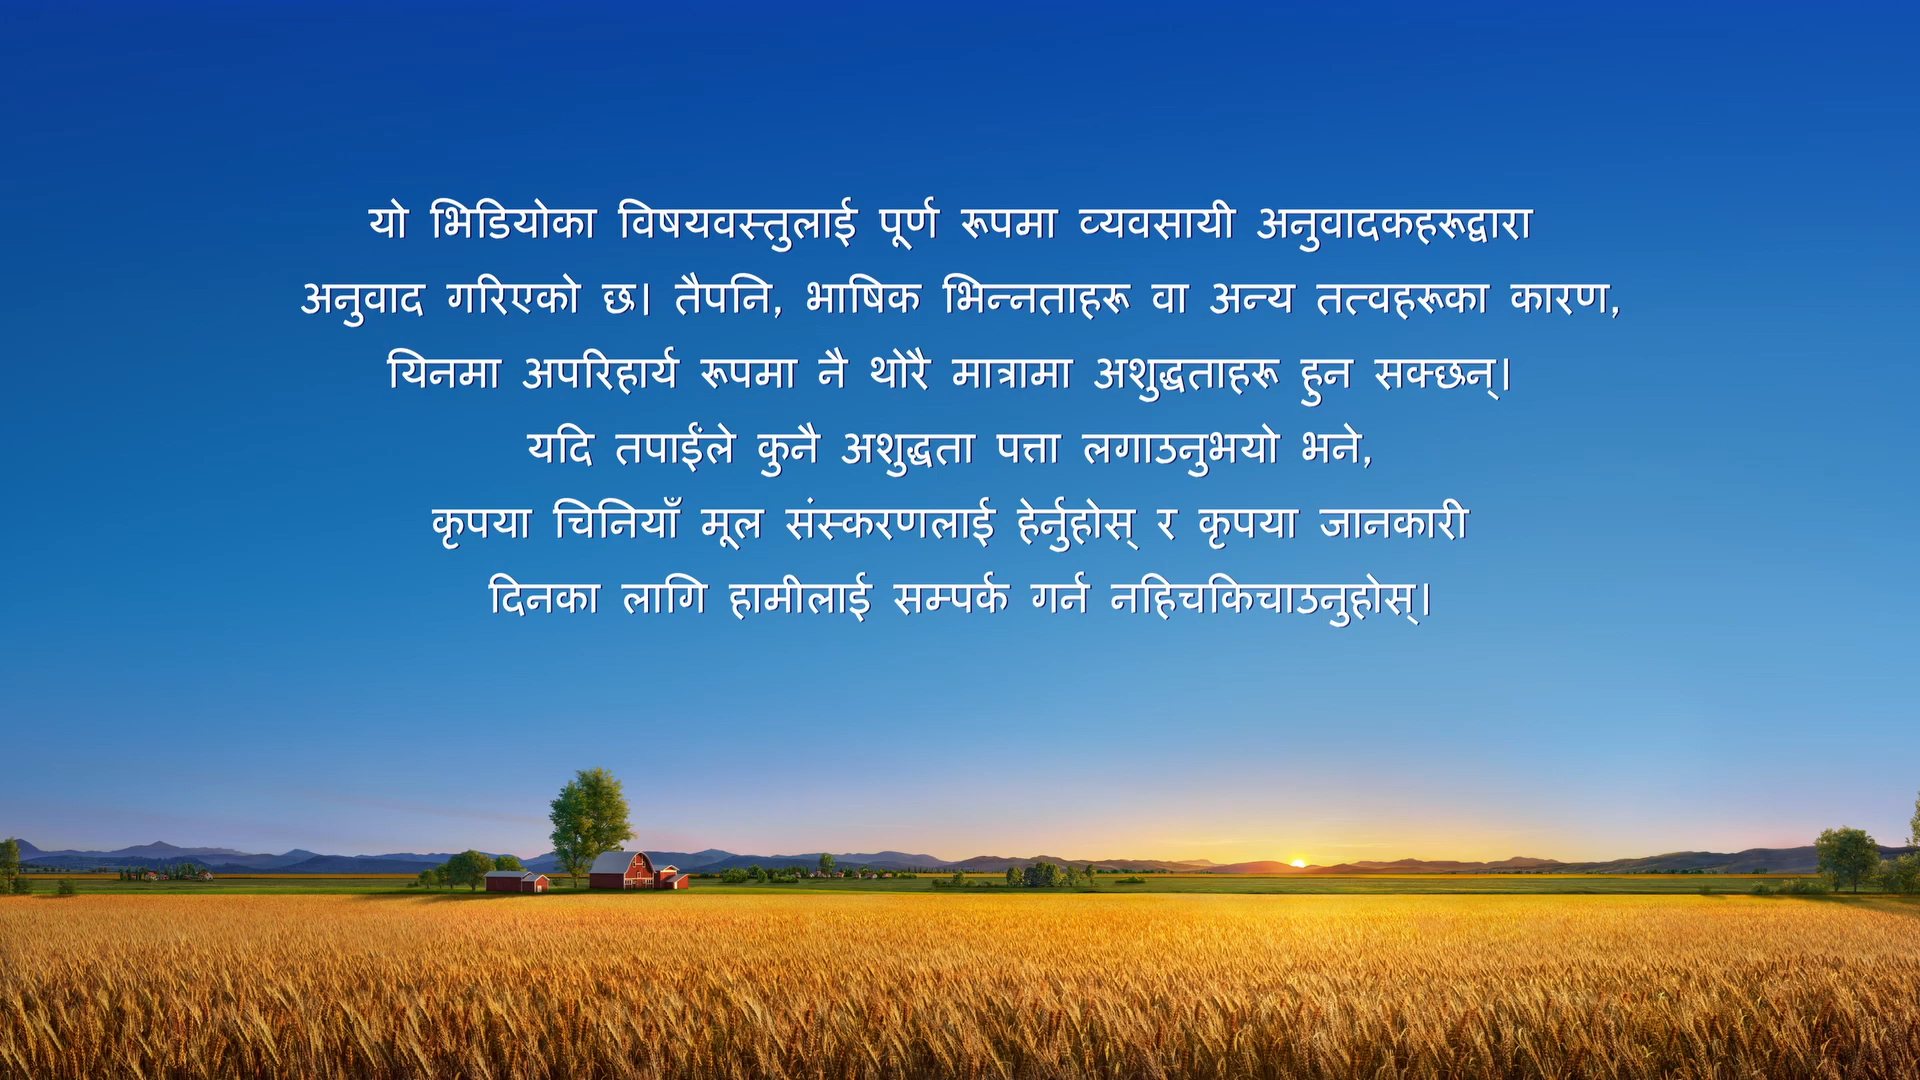 यो भिडियोका विषयवस्तुलाई पूर्ण रूपमा व्यवसायी अनुवादकहरूद्वारा
अनुवाद गरिएको छ। तैपनि, भाषिक भिन्नताहरू वा अन्य तत्वहरूका कारण,
यिनमा अपरिहार्य रूपमा नै थोरै मात्रामा अशुद्धताहरू हुन सक्छन्।
यदि तपाईंले कुनै अशुद्धता पत्ता लगाउनुभयो भने,
कृपया चिनियाँ मूल संस्करणलाई हेर्नुहोस् र कृपया जानकारी
दिनका लागि हामीलाई सम्पर्क गर्न नहिचकिचाउनुहोस्।